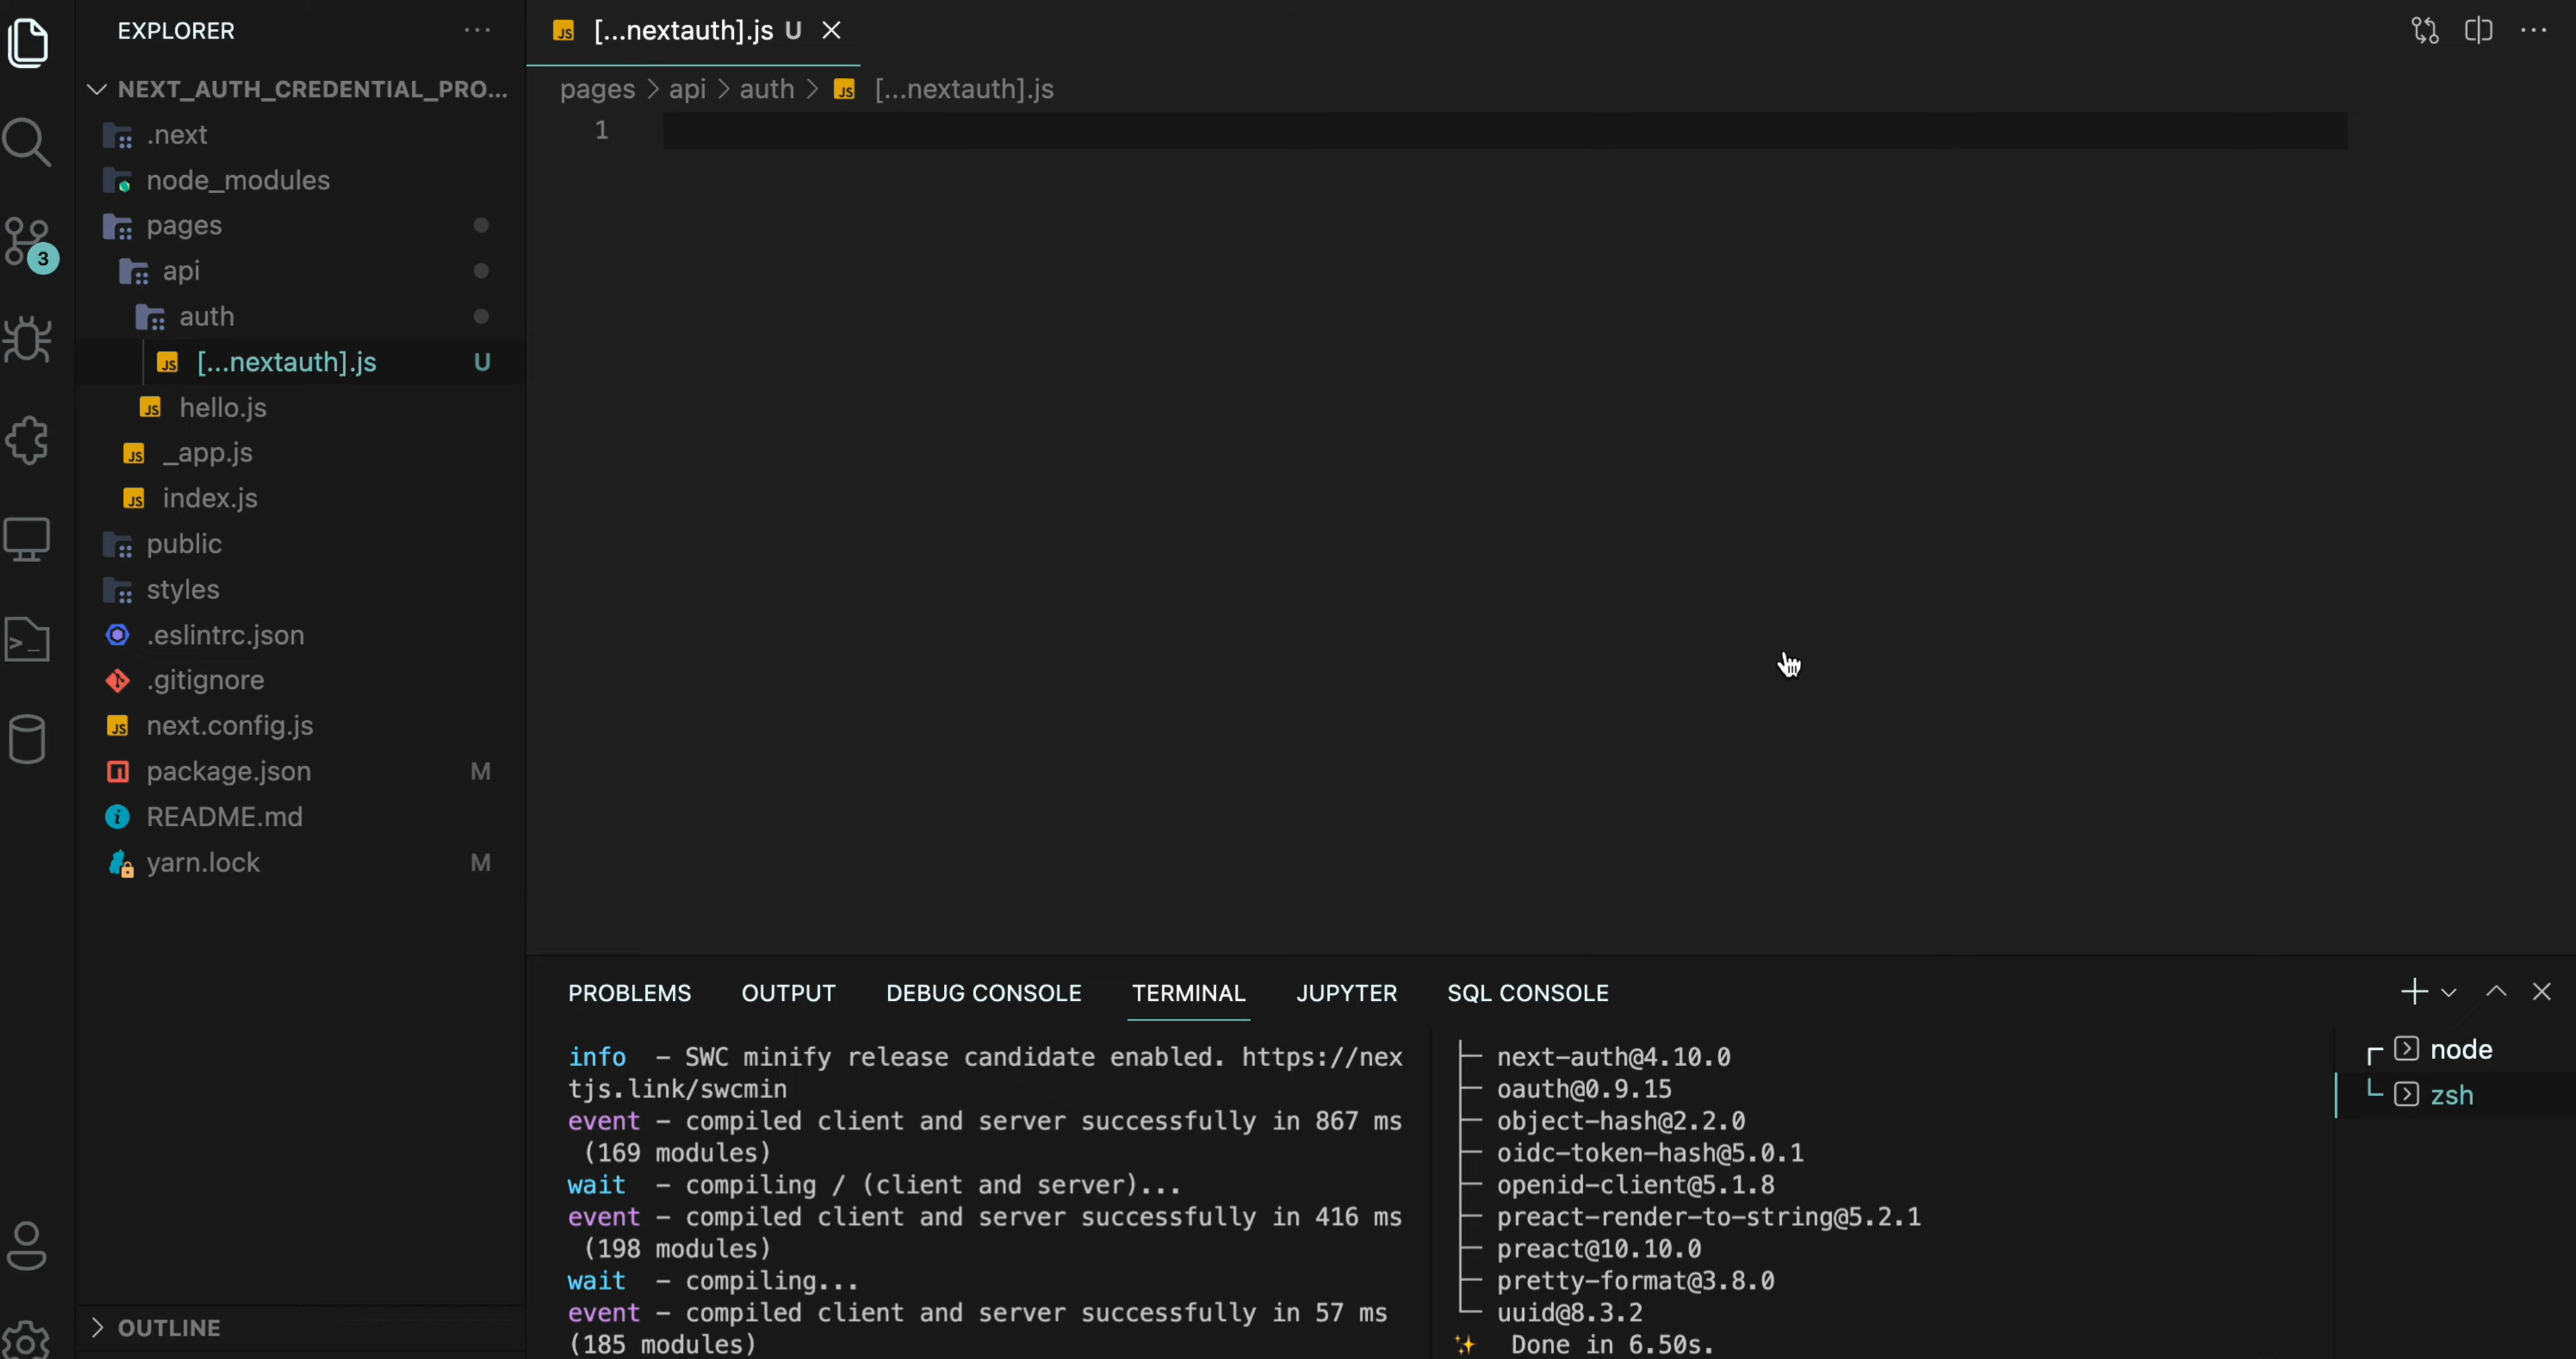 EXPLORER
NEXT_AUTH_CREDENTIAL_PRO...
.next
node_modules
pages
api
auth
[...nextauth].js U
hello.js
_app.js
index.js
public
styles
.eslintrc.json
.gitignore
next.config.js
package.json M
README.md
yarn.lock M
OUTLINE
3
[...nextauth].js U
pages > api > auth > JS [...nextauth].js
1
PROBLEMS OUTPUT DEBUG CONSOLE TERMINAL JUPYTER SQL CONSOLE
info - SWC minify release candidate enabled. https://nex
tjs.link/swcmin
event - compiled client and server successfully in 867 ms
(169 modules)
wait - compiling / (client and server)...
event - compiled client and server successfully in 416 ms
(198 modules)
wait - compiling...
event - compiled client and server successfully in 57 ms
(185 modules)
├─ next-auth@4.10.0
├─ oauth@0.9.15
├─ object-hash@2.2.0
├─ oidc-token-hash@5.0.1
├─ openid-client@5.1.8
├─ preact-render-to-string@5.2.1
├─ preact@10.10.0
├─ pretty-format@3.8.0
└─ uuid@8.3.2
✨ Done in 6.50s.
node
zsh